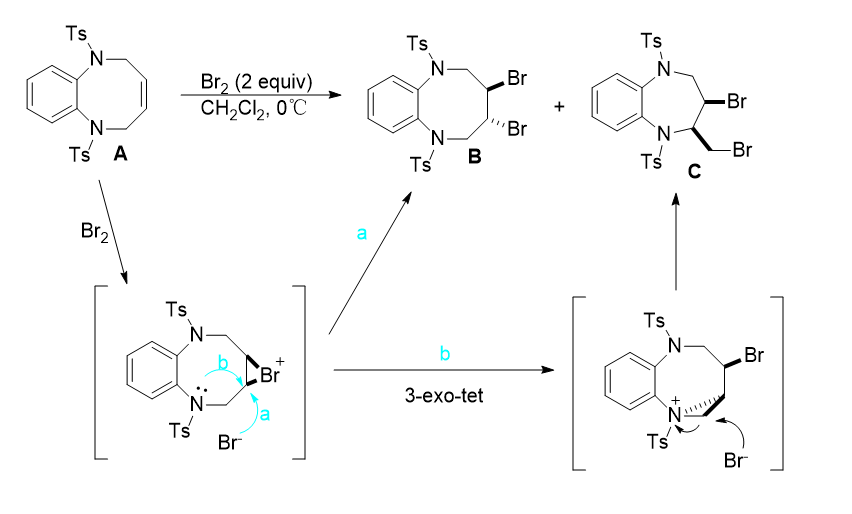 Ts
N
N
Ts
A
Br2 (2 equiv)
CH2Cl2, 0℃
Ts
N
Br
Br
N
Ts
B
+
Ts
N
Br
N
Br
Ts
C
Br2
a
Ts
N
b
Br+
N
Ts
Br-
a
b
3-exo-tet
Ts
N
Br
+
N
Ts
Br-